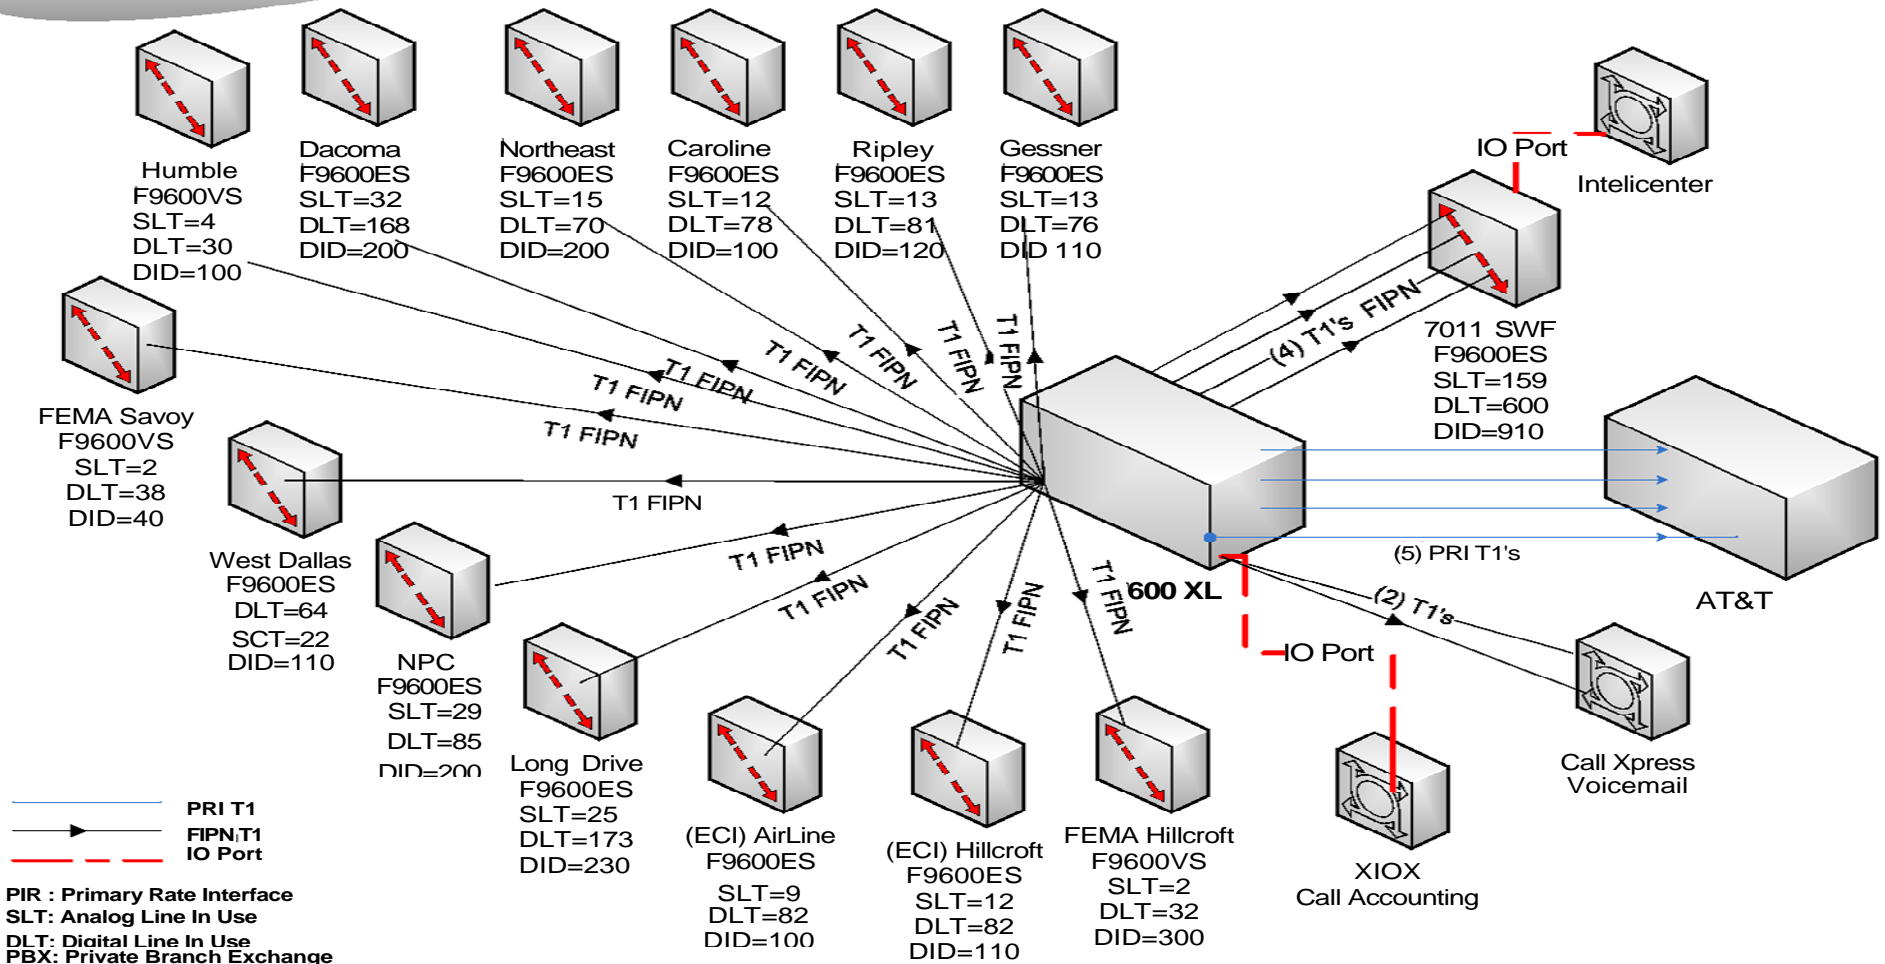 Humble
F9600VS
SLT=4
DLT=30
DID=100
Dacoma
F9600ES
SLT=32
DLT=168
DID=200
Northeast
F9600ES
SLT=15
DLT=70
DID=200
Caroline
F9600ES
SLT=12
DLT=78
DID=100
Ripley
F9600ES
SLT=13
DLT=81
DID=120
Gessner
F9600ES
SLT=13
DLT=76
DID 110
IO Port
Intelicenter
7011 SWF
F9600ES
SLT=159
DLT=600
DID=910
(4) T1's FIPN
T1 FIPN
T1 FIPN
T1 FIPN
T1 FIPN
T1 FIPN
T1 FIPN
T1 FIPN
T1 FIPN
T1 FIPN
T1 FIPN
T1 FIPN
T1 FIPN
T1 FIPN
FEMA Savoy
F9600VS
SLT=2
DLT=38
DID=40
West Dallas
F9600ES
DLT=64
SCT=22
DID=110
NPC
F9600ES
SLT=29
DLT=85
DID=200
Long Drive
F9600ES
SLT=25
DLT=173
DID=230
(ECI) AirLine
F9600ES
SLT=9
DLT=82
DID=100
(ECI) Hillcroft
F9600ES
SLT=12
DLT=82
DID=110
FEMA Hillcroft
F9600VS
SLT=2
DLT=32
DID=300
600 XL
(5) PRI T1's
AT&T
(2) T1's
IO Port
Call Xpress
Voicemail
XIOX
Call Accounting
PRI T1
FIPN T1
IO Port
PIR : Primary Rate Interface
SLT: Analog Line In Use
DLT: Digital Line In Use
PBX: Private Branch Exchange